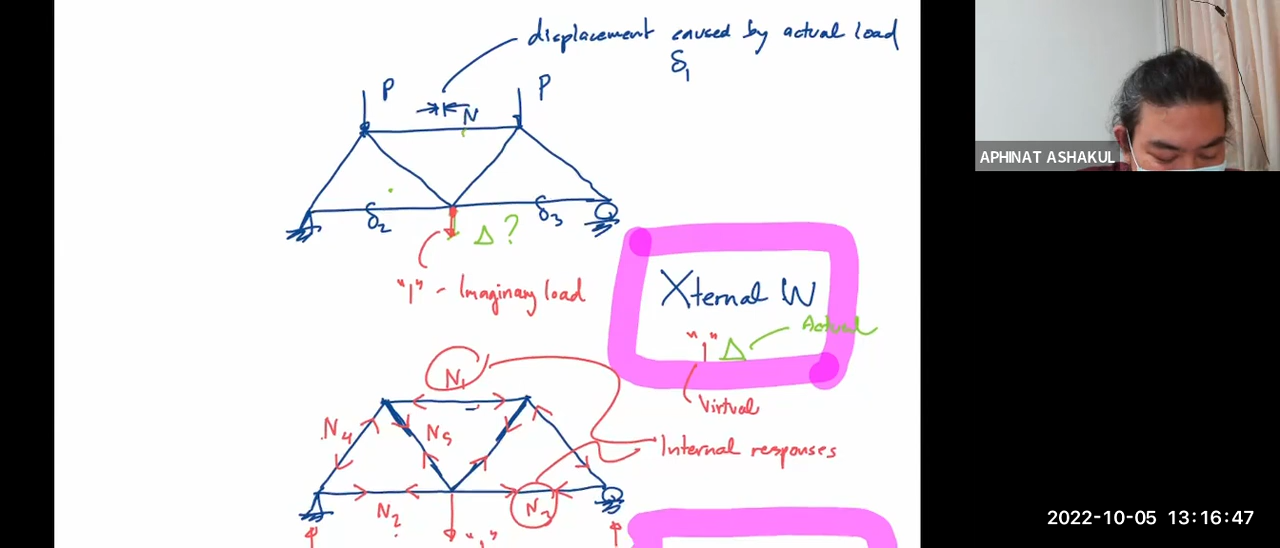 displacement caused by actual load
δ₁
P
P
N
δ₂
δ₃
Δ?
"1" - Imaginary load
Xternal W
"1" Δ
Actual
Virtual
N₁
N₄
N₅
Internal responses
N₂
N₃
"1"
APHINAT ASHAKUL
2022-10-05 13:16:47